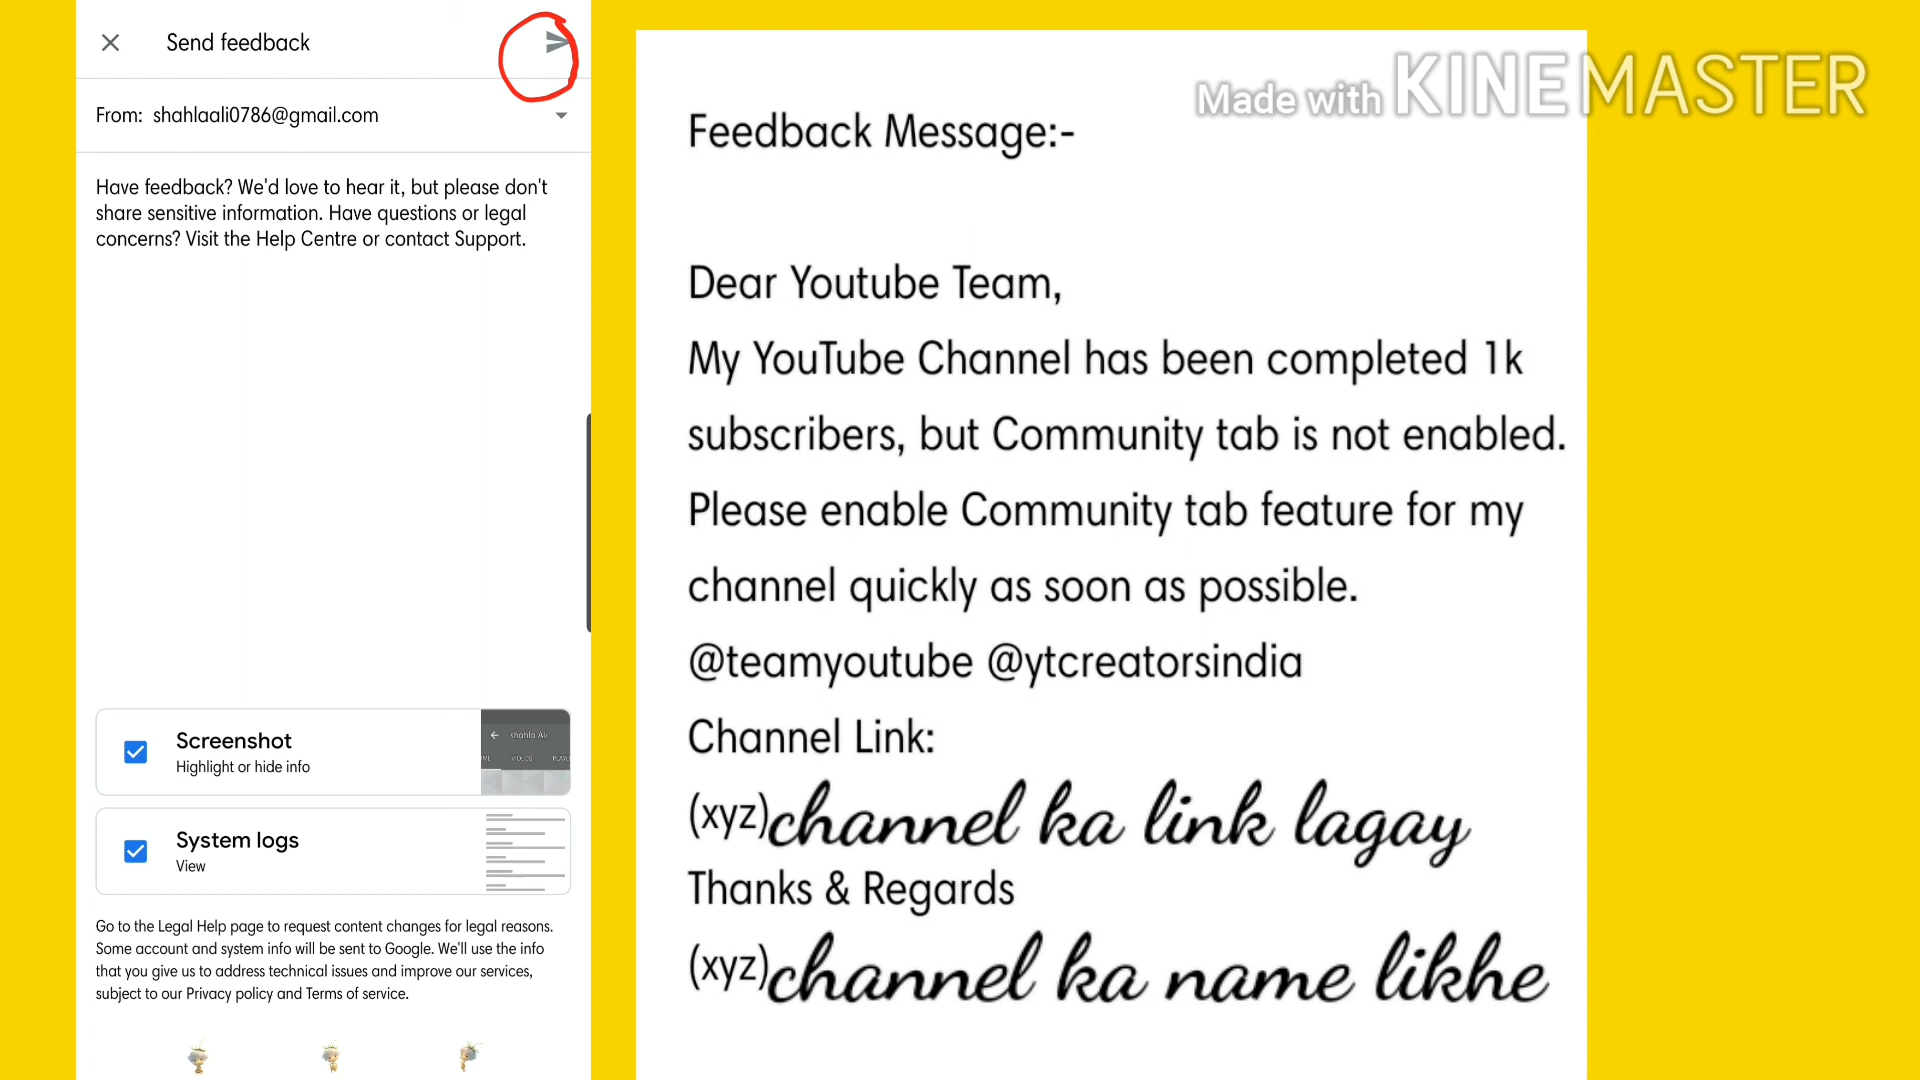 Send feedback
From: shahlaali0786@gmail.com
Have feedback? We'd love to hear it, but please don't
share sensitive information. Have questions or legal
concerns? Visit the Help Centre or contact Support.
Screenshot
Highlight or hide info
shahla Ali
VIDEOS
System logs
View
Go to the Legal Help page to request content changes for legal reasons.
Some account and system info will be sent to Google. We'll use the info
that you give us to address technical issues and improve our services,
subject to our Privacy policy and Terms of service.
Made with KINEMASTER
Feedback Message:-
Dear Youtube Team,
My YouTube Channel has been completed 1k
subscribers, but Community tab is not enabled.
Please enable Community tab feature for my
channel quickly as soon as possible.
@teamyoutube @ytcreatorsindia
Channel Link:
(xyz)channel ka link lagay
Thanks & Regards
(xyz)channel ka name likhe